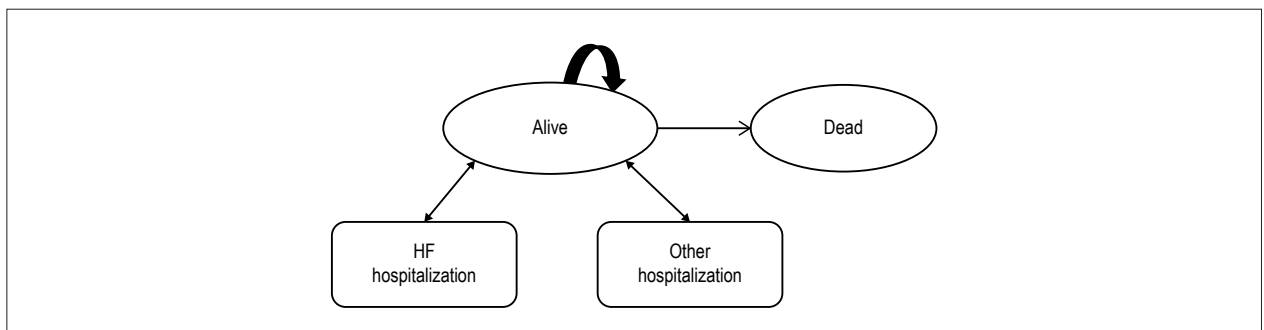 Alive
Dead
HF
hospitalization
Other
hospitalization